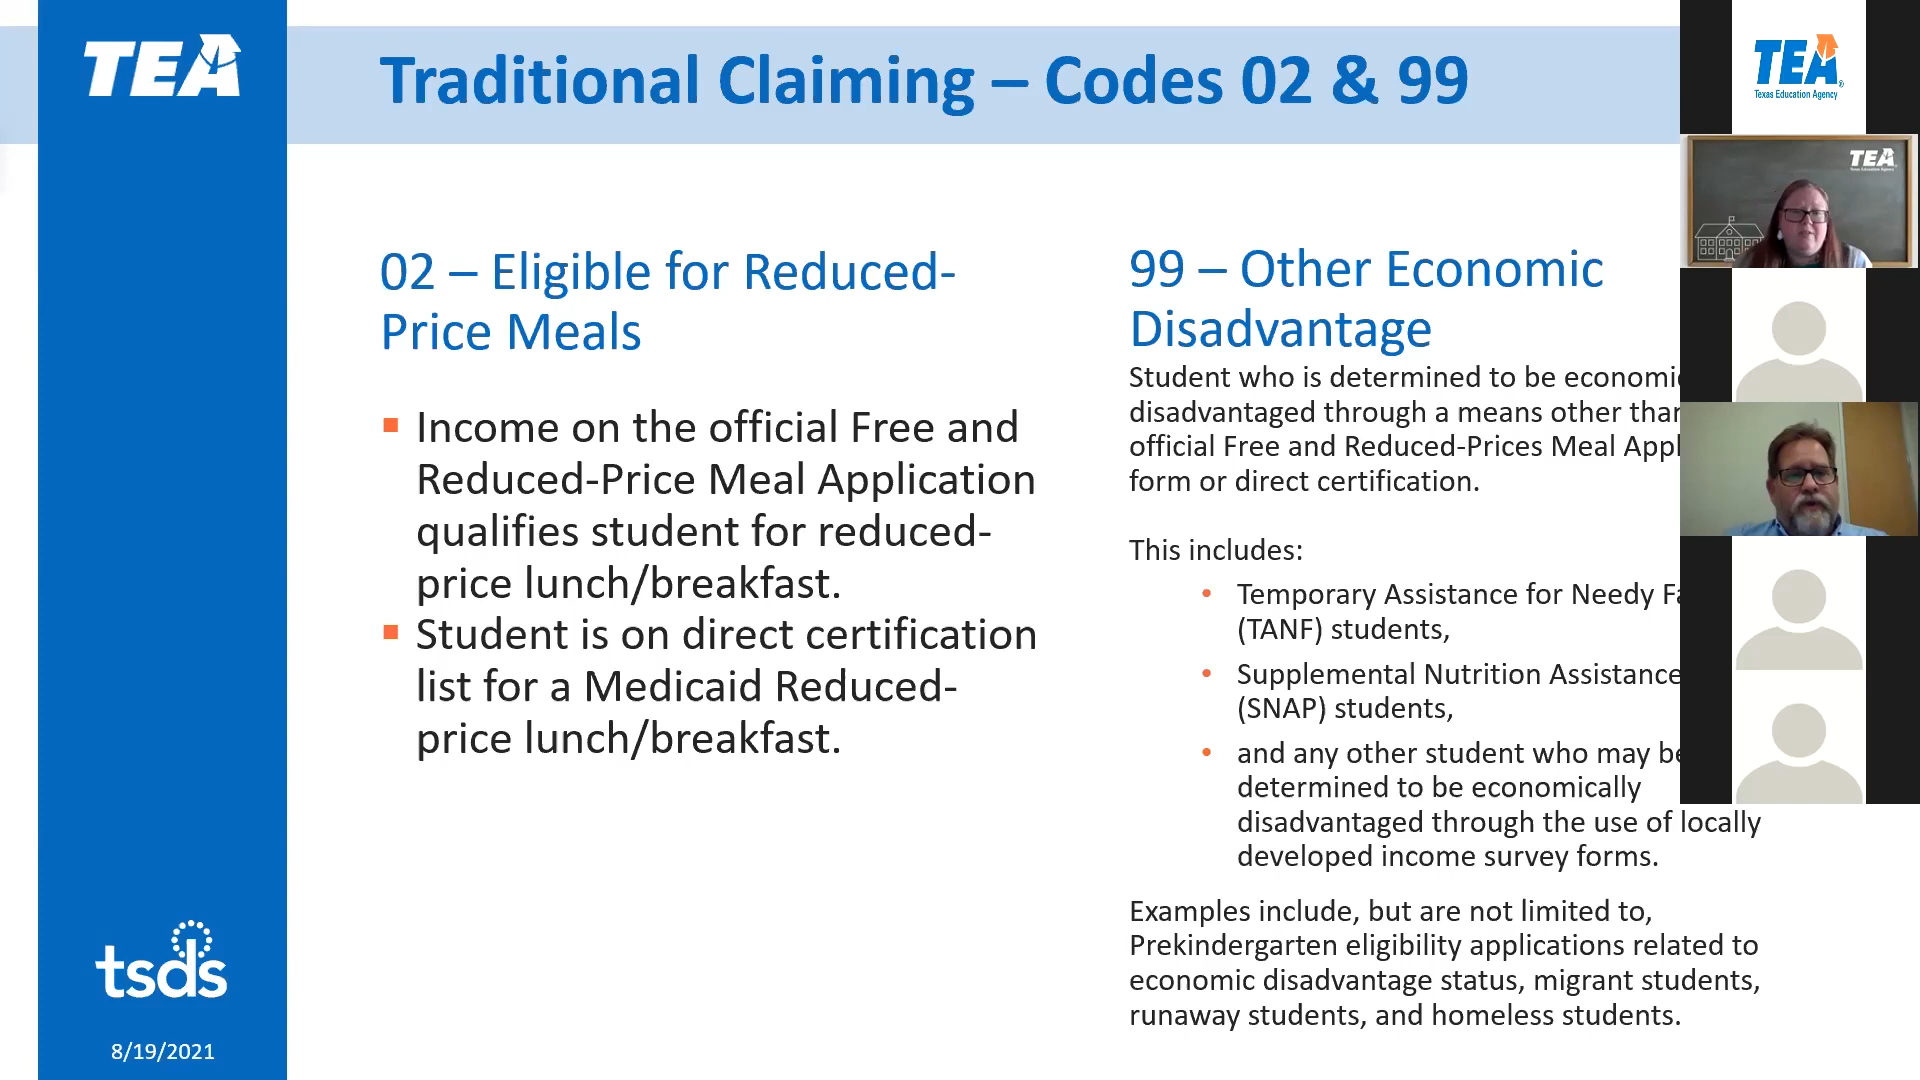 TEA
Traditional Claiming – Codes 02 & 99
02 – Eligible for Reduced-
Price Meals
Income on the official Free and
Reduced-Price Meal Application
qualifies student for reduced-
price lunch/breakfast.
Student is on direct certification
list for a Medicaid Reduced-
price lunch/breakfast.
99 – Other Economic
Disadvantage
Student who is determined to be
disadvantaged through a means other
official Free and Reduced-Prices Meal
form or direct certification.
This includes:
Temporary Assistance for Needy
(TANF) students,
Supplemental Nutrition Assistance
(SNAP) students,
and any other student who may
determined to be economically
disadvantaged through the use of locally
developed income survey forms.
Examples include, but are not limited to,
Prekindergarten eligibility applications related to
economic disadvantage status, migrant students,
runaway students, and homeless students.
tsds
8/19/2021
TEA
Texas Education Agency
TEA
Texas Education Agency